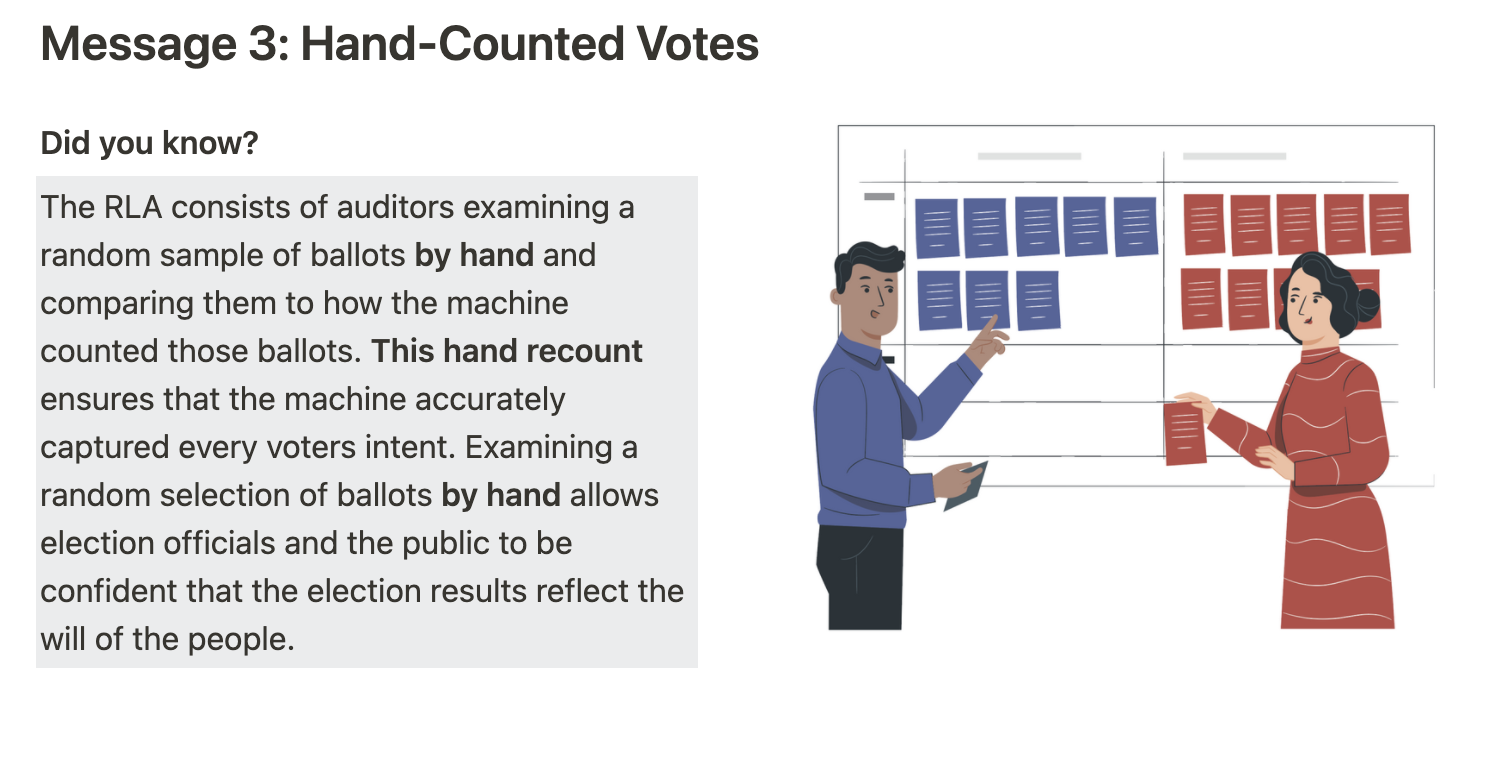 Message 3: Hand-Counted Votes
Did you know?
The RLA consists of auditors examining a
random sample of ballots by hand and
comparing them to how the machine
counted those ballots. This hand recount
ensures that the machine accurately
captured every voters intent. Examining a
random selection of ballots by hand allows
election officials and the public to be
confident that the election results reflect the
will of the people.